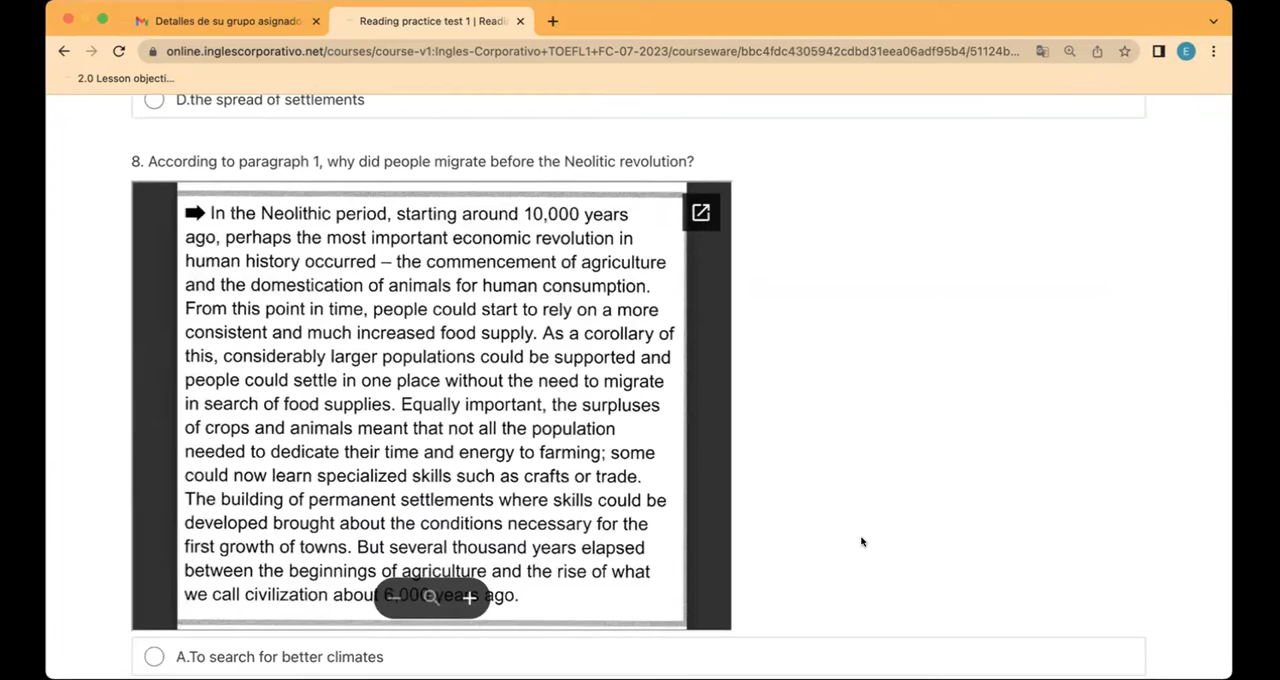 Detalles de su grupo asignado
Reading practice test 1 | Readi
online.inglescorporativo.net/courses/course-v1:Ingles-Corporativo+TOEFL1+FC-07-2023/courseware/bbc4fdc4305942cdbd31eea06adf95b4/51124b...
E
2.0 Lesson objecti...
D.the spread of settlements
8. According to paragraph 1, why did people migrate before the Neolitic revolution?
In the Neolithic period, starting around 10,000 years
ago, perhaps the most important economic revolution in
human history occurred – the commencement of agriculture
and the domestication of animals for human consumption.
From this point in time, people could start to rely on a more
consistent and much increased food supply. As a corollary of
this, considerably larger populations could be supported and
people could settle in one place without the need to migrate
in search of food supplies. Equally important, the surpluses
of crops and animals meant that not all the population
needed to dedicate their time and energy to farming; some
could now learn specialized skills such as crafts or trade.
The building of permanent settlements where skills could be
developed brought about the conditions necessary for the
first growth of towns. But several thousand years elapsed
between the beginnings of agriculture and the rise of what
we call civilization about 6,000 years ago.
A.To search for better climates